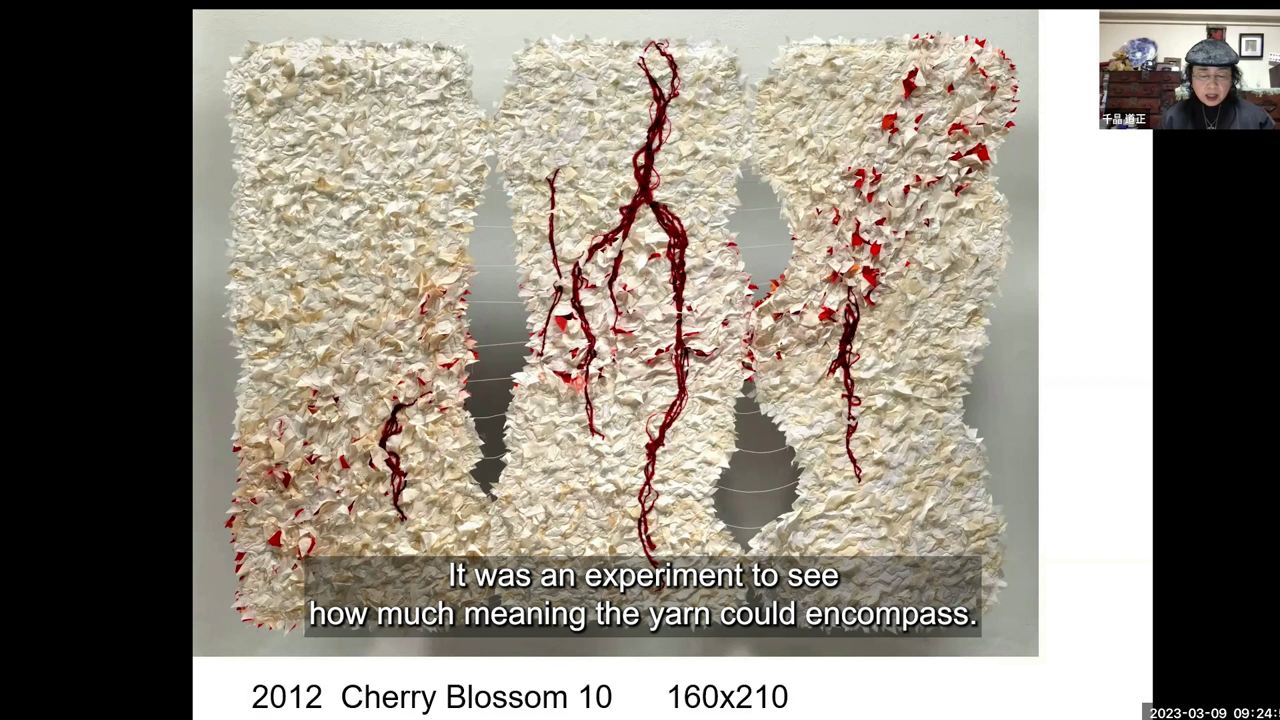 千品 道正
It was an experiment to see
how much meaning the yarn could encompass.
2012 Cherry Blossom 10 160x210
2023-03-09 09:24: